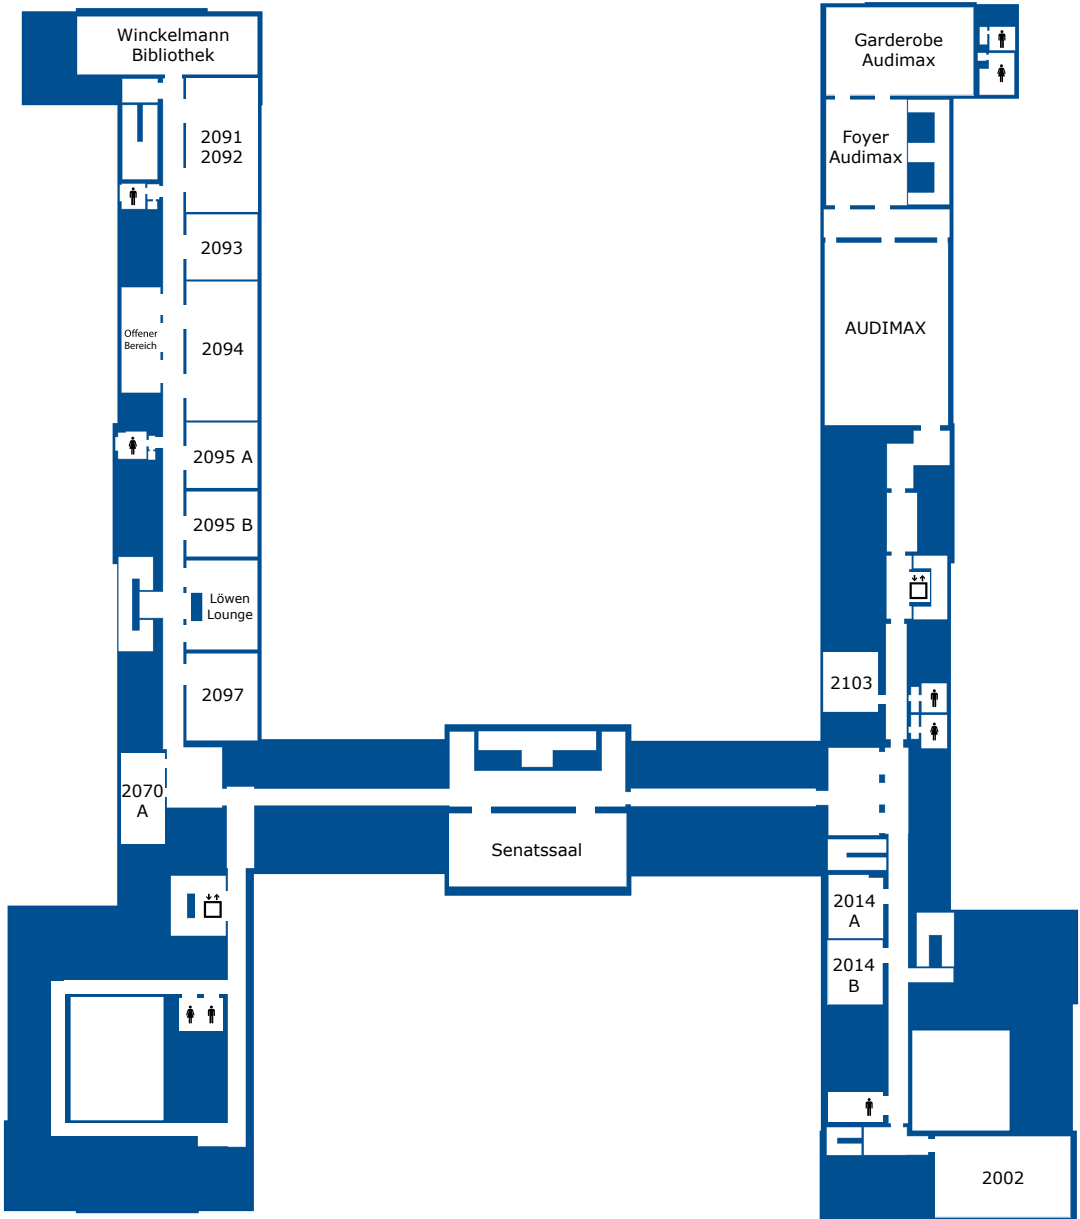 Winckelmann
Bibliothek
2091
2092
2093
Offener
Bereich
2094
2095 A
2095 B
Löwen
Lounge
2097
2070
A
Senatssaal
Garderobe
Audimax
Foyer
Audimax
AUDIMAX
2103
2014
A
2014
B
2002